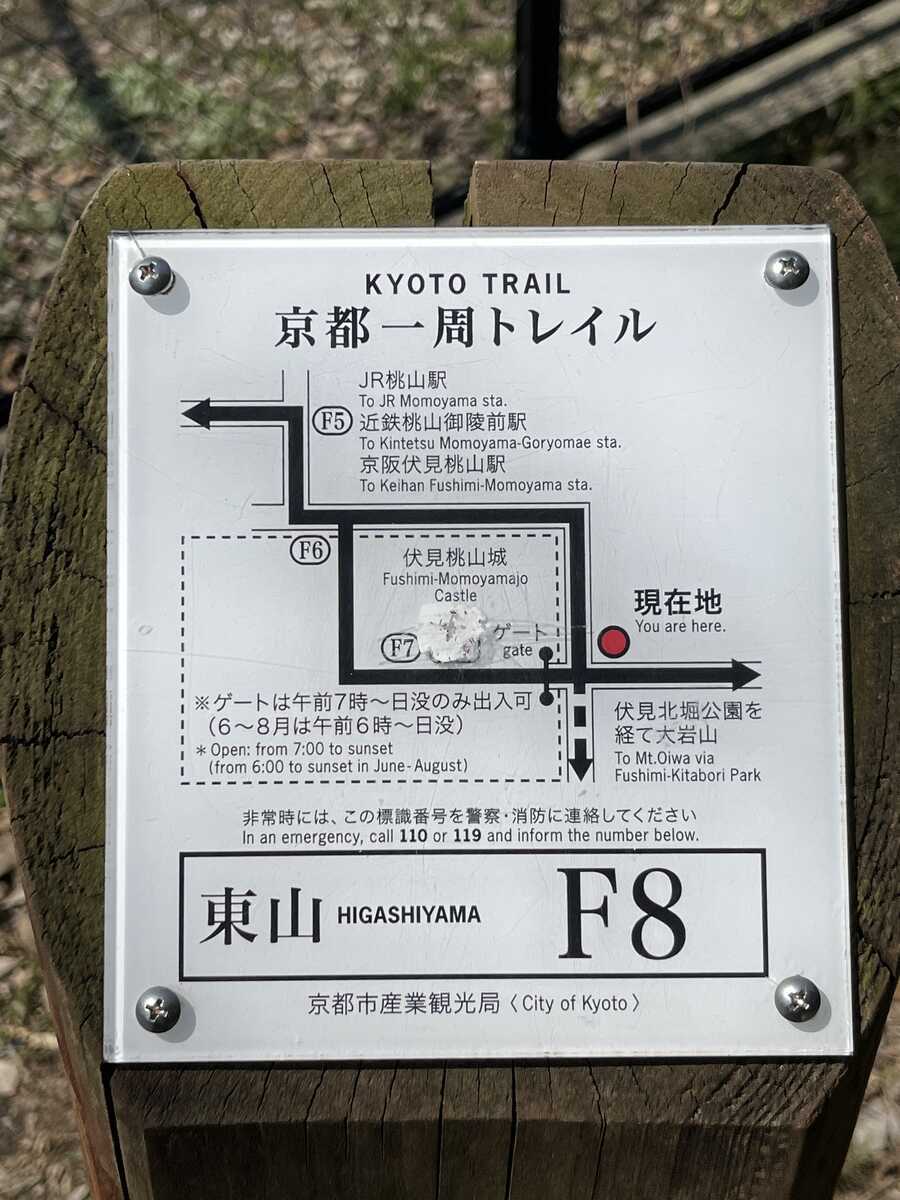 KYOTO TRAIL
京都一周トレイル
JR桃山駅
To JR Momoyama sta.
F5
近鉄桃山御陵前駅
To Kintetsu Momoyama-Goryomae sta.
京阪伏見桃山駅
To Keihan Fushimi-Momoyama sta.
F6
伏見桃山城
Fushimi-Momoyamajo
Castle
F7
ゲート
gate
現在地
You are here.
※ゲートは午前7時〜日没のみ出入可
（6〜8月は午前6時〜日没）
* Open: from 7:00 to sunset
(from 6:00 to sunset in June-August)
伏見北堀公園を
経て大岩山
To Mt.Oiwa via
Fushimi-Kitabori Park
非常時には、この標識番号を警察・消防に連絡してください
In an emergency, call 110 or 119 and inform the number below.
東山 HIGASHIYAMA F8
京都市産業観光局〈City of Kyoto〉